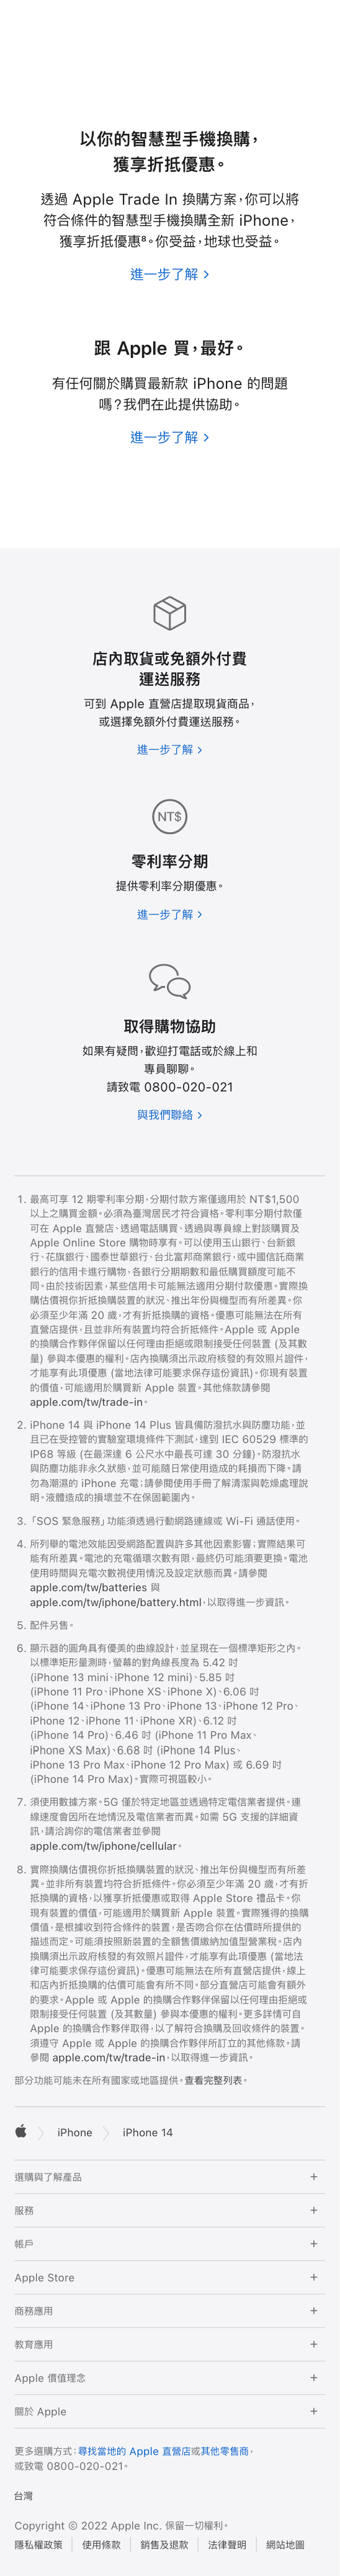 以你的智慧型手機換購，
獲享折抵優惠。
透過 Apple Trade In 換購方案，你可以將
符合條件的智慧型手機換購全新 iPhone，
獲享折抵優惠⁸。你受益，地球也受益。
進一步了解 >
跟 Apple 買，最好。
有任何關於購買最新款 iPhone 的問題
嗎？我們在此提供協助。
進一步了解 >
店內取貨或免額外付費
運送服務
可到 Apple 直營店提取現貨商品，
或選擇免額外付費運送服務。
進一步了解 >
NT$
零利率分期
提供零利率分期優惠。
進一步了解 >
取得購物協助
如果有疑問，歡迎打電話或於線上和
專員聊聊。
請致電 0800-020-021
與我們聯絡 >
1. 最高可享 12 期零利率分期，分期付款方案僅適用於 NT$1,500
以上之購買金額。必須為臺灣居民才符合資格。零利率分期付款僅
可在 Apple 直營店、透過電話購買、透過與專員線上對談購買及
Apple Online Store 購物時享有。可以使用玉山銀行、台新銀
行、花旗銀行、國泰世華銀行、台北富邦商業銀行，或中國信託商業
銀行的信用卡進行購物，各銀行分期期數和最低購買額度可能不
同。由於技術因素，某些信用卡可能無法適用分期付款優惠。實際換
購估價視你折抵換購裝置的狀況、推出年份與機型而有所差異。你
必須至少年滿 20 歲，才有折抵換購的資格。優惠可能無法在所有
直營店提供，且並非所有裝置均符合折抵條件。Apple 或 Apple
的換購合作夥伴保留以任何理由拒絕或限制接受任何裝置 (及其數
量) 參與本優惠的權利。店內換購須出示政府核發的有效照片證件，
才能享有此項優惠 (當地法律可能要求保存這份資訊)。你現有裝置
的價值，可能適用於購買新 Apple 裝置。其他條款請參閱
apple.com/tw/trade-in。
2. iPhone 14 與 iPhone 14 Plus 皆具備防潑抗水與防塵功能，並
且已在受控管的實驗室環境條件下測試，達到 IEC 60529 標準的
IP68 等級 (在最深達 6 公尺水中最長可達 30 分鐘)。防潑抗水
與防塵功能非永久狀態，並可能隨日常使用造成的耗損而下降。請
勿為潮濕的 iPhone 充電；請參閱使用手冊了解清潔與乾燥處理說
明。液體造成的損壞並不在保固範圍內。
3. 「SOS 緊急服務」功能須透過行動網路連線或 Wi-Fi 通話使用。
4. 所列舉的電池效能因受網路配置與許多其他因素影響；實際結果可
能有所差異。電池的充電循環次數有限，最終仍可能須要更換。電池
使用時間與充電次數視使用情況及設定狀態而異。請參閱
apple.com/tw/batteries 與
apple.com/tw/iphone/battery.html，以取得進一步資訊。
5. 配件另售。
6. 顯示器的圓角具有優美的曲線設計，並呈現在一個標準矩形之內。
以標準矩形量測時，螢幕的對角線長度為 5.42 吋
(iPhone 13 mini、iPhone 12 mini)、5.85 吋
(iPhone 11 Pro、iPhone XS、iPhone X)、6.06 吋
(iPhone 14、iPhone 13 Pro、iPhone 13、iPhone 12 Pro、
iPhone 12、iPhone 11、iPhone XR)、6.12 吋
(iPhone 14 Pro)、6.46 吋 (iPhone 11 Pro Max、
iPhone XS Max)、6.68 吋 (iPhone 14 Plus、
iPhone 13 Pro Max、iPhone 12 Pro Max) 或 6.69 吋
(iPhone 14 Pro Max)。實際可視區較小。
7. 須使用數據方案。5G 僅於特定地區並透過特定電信業者提供。連
線速度會因所在地情況及電信業者而異。如需 5G 支援的詳細資
訊，請洽詢你的電信業者並參閱
apple.com/tw/iphone/cellular。
8. 實際換購估價視你折抵換購裝置的狀況、推出年份與機型而有所差
異。並非所有裝置均符合折抵條件。你必須至少年滿 20 歲，才有折
抵換購的資格，以獲享折抵優惠或取得 Apple Store 禮品卡。你
現有裝置的價值，可能適用於購買新 Apple 裝置。實際獲得的換購
價值，是根據收到符合條件的裝置，是否吻合你在估價時所提供的
描述而定。可能須按照新裝置的全額售價繳納加值型營業稅。店內
換購須出示政府核發的有效照片證件，才能享有此項優惠 (當地法
律可能要求保存這份資訊)。優惠可能無法在所有直營店提供，線上
和店內折抵換購的估價可能會有所不同。部分直營店可能會有額外
的要求。Apple 或 Apple 的換購合作夥伴保留以任何理由拒絕或
限制接受任何裝置 (及其數量) 參與本優惠的權利。更多詳情可自
Apple 的換購合作夥伴取得，以了解符合換購及回收條件的裝置。
須遵守 Apple 或 Apple 的換購合作夥伴所訂立的其他條款。請
參閱 apple.com/tw/trade-in，以取得進一步資訊。
部分功能可能未在所有國家或地區提供。查看完整列表。
iPhone iPhone 14
選購與了解產品 +
服務 +
帳戶 +
Apple Store +
商務應用 +
教育應用 +
Apple 價值理念 +
關於 Apple +
更多選購方式：尋找當地的 Apple 直營店或其他零售商，
或致電 0800-020-021。
台灣
Copyright © 2022 Apple Inc. 保留一切權利。
隱私權政策 使用條款 銷售及退款 法律聲明 網站地圖